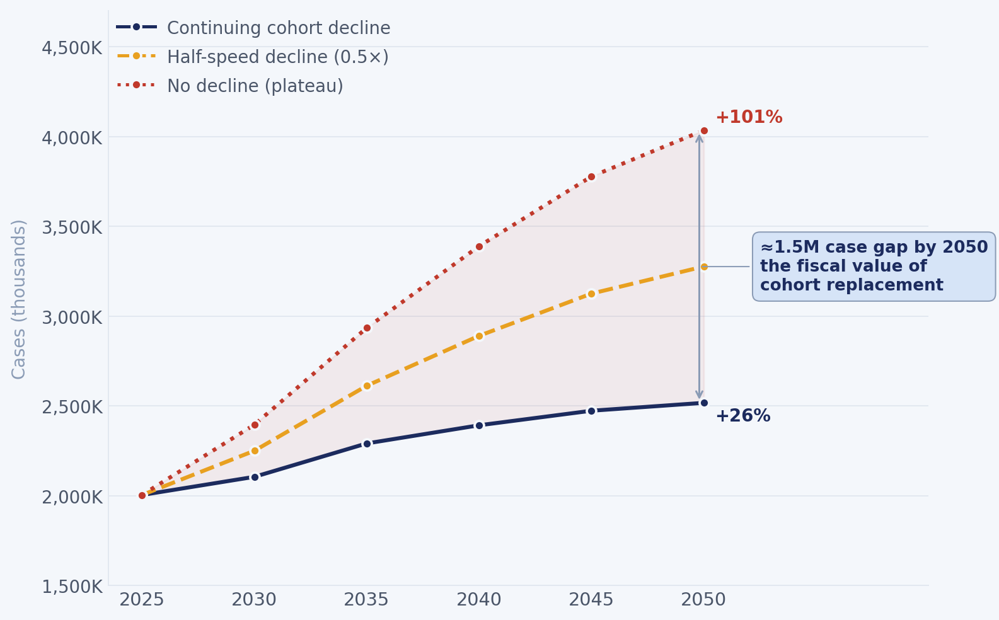 Continuing cohort decline
Half-speed decline (0.5×)
No decline (plateau)
4,500K
4,000K
3,500K
3,000K
2,500K
2,000K
1,500K
Cases (thousands)
+101%
≈1.5M case gap by 2050
the fiscal value of
cohort replacement
+26%
2025 2030 2035 2040 2045 2050